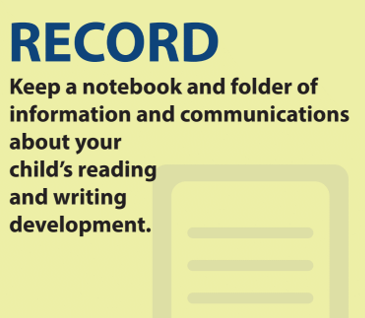 RECORD
Keep a notebook and folder of
information and communications
about your
child's reading
and writing
development.